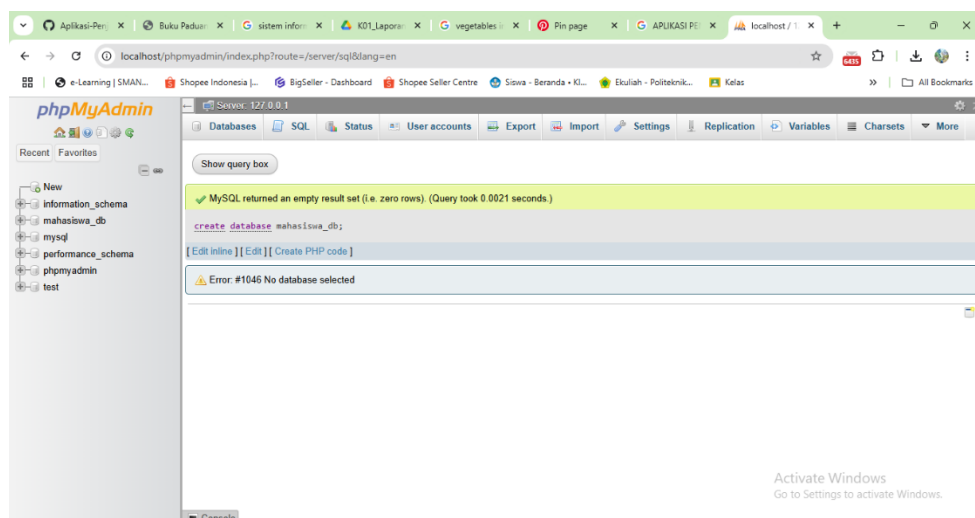 Aplikasi-Penj
Buku Paduan
sistem inform
K01_Laporan
vegetables i
Pin page
APLIKASI PE
localhost / 1
localhost/phpmyadmin/index.php?route=/server/sql&lang=en
6435
e-Learning | SMAN...
Shopee Indonesia |...
BigSeller - Dashboard
Shopee Seller Centre
Siswa - Beranda • Kl...
Ekuliah - Politeknik...
Kelas
»
All Bookmarks
phpMyAdmin
Recent Favorites
New
information_schema
mahasiswa_db
mysql
performance_schema
phpmyadmin
test
Server: 127.0.0.1
Databases SQL Status User accounts Export Import Settings Replication Variables Charsets More
Show query box
MySQL returned an empty result set (i.e. zero rows). (Query took 0.0021 seconds.)
create database mahasiswa_db;
[ Edit inline ] [ Edit ] [ Create PHP code ]
Error: #1046 No database selected
Activate Windows
Go to Settings to activate Windows.
Console